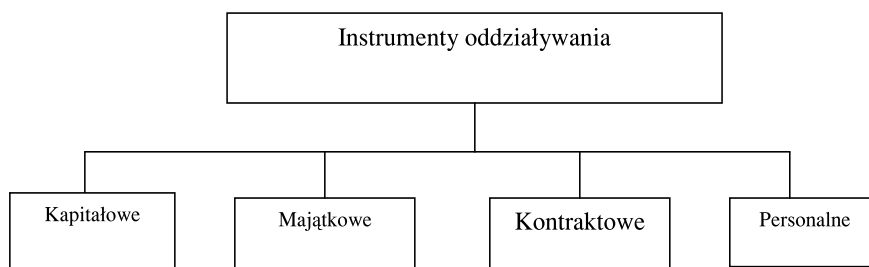 Instrumenty oddziaływania
Kapitałowe
Majątkowe
Kontraktowe
Personalne